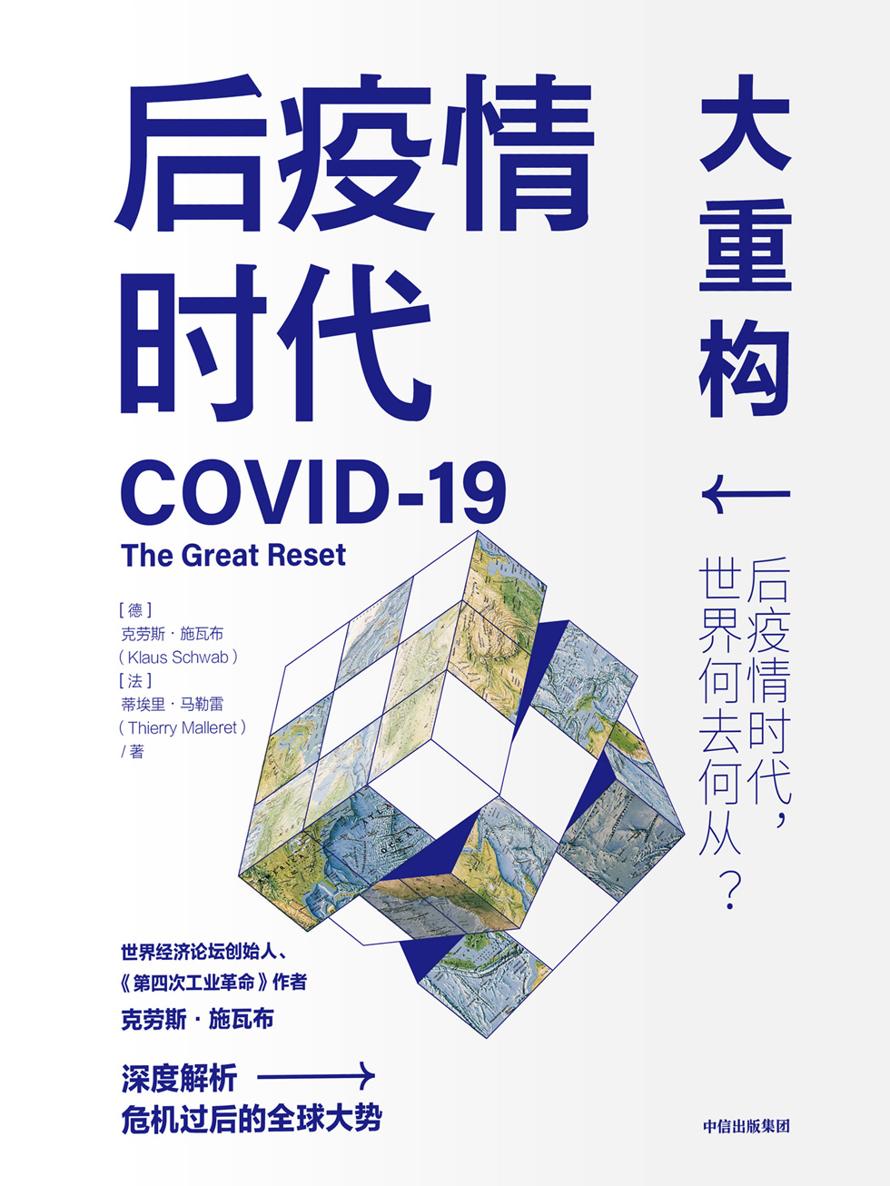 后疫情
时代
COVID-19
The Great Reset
[ 德 ]
克劳斯·施瓦布
( Klaus Schwab )
[ 法 ]
蒂埃里·马勒雷
( Thierry Malleret )
/ 著
大重构
后疫情时代，
世界何去何从？
世界经济论坛创始人、
《第四次工业革命》作者
克劳斯·施瓦布
深度解析
危机过后的全球大势
中信出版集团